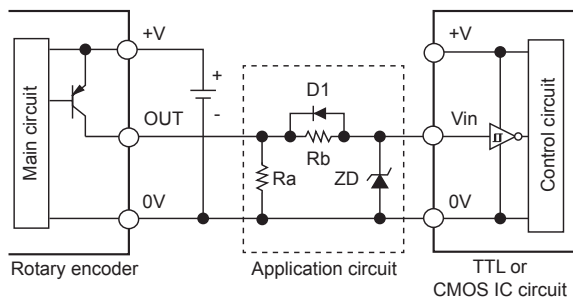 +V
+V
+
-
D1
OUT
Vin
Rb
Ra
ZD
0V
0V
Main circuit
Control circuit
Rotary encoder
Application circuit
TTL or
CMOS IC circuit